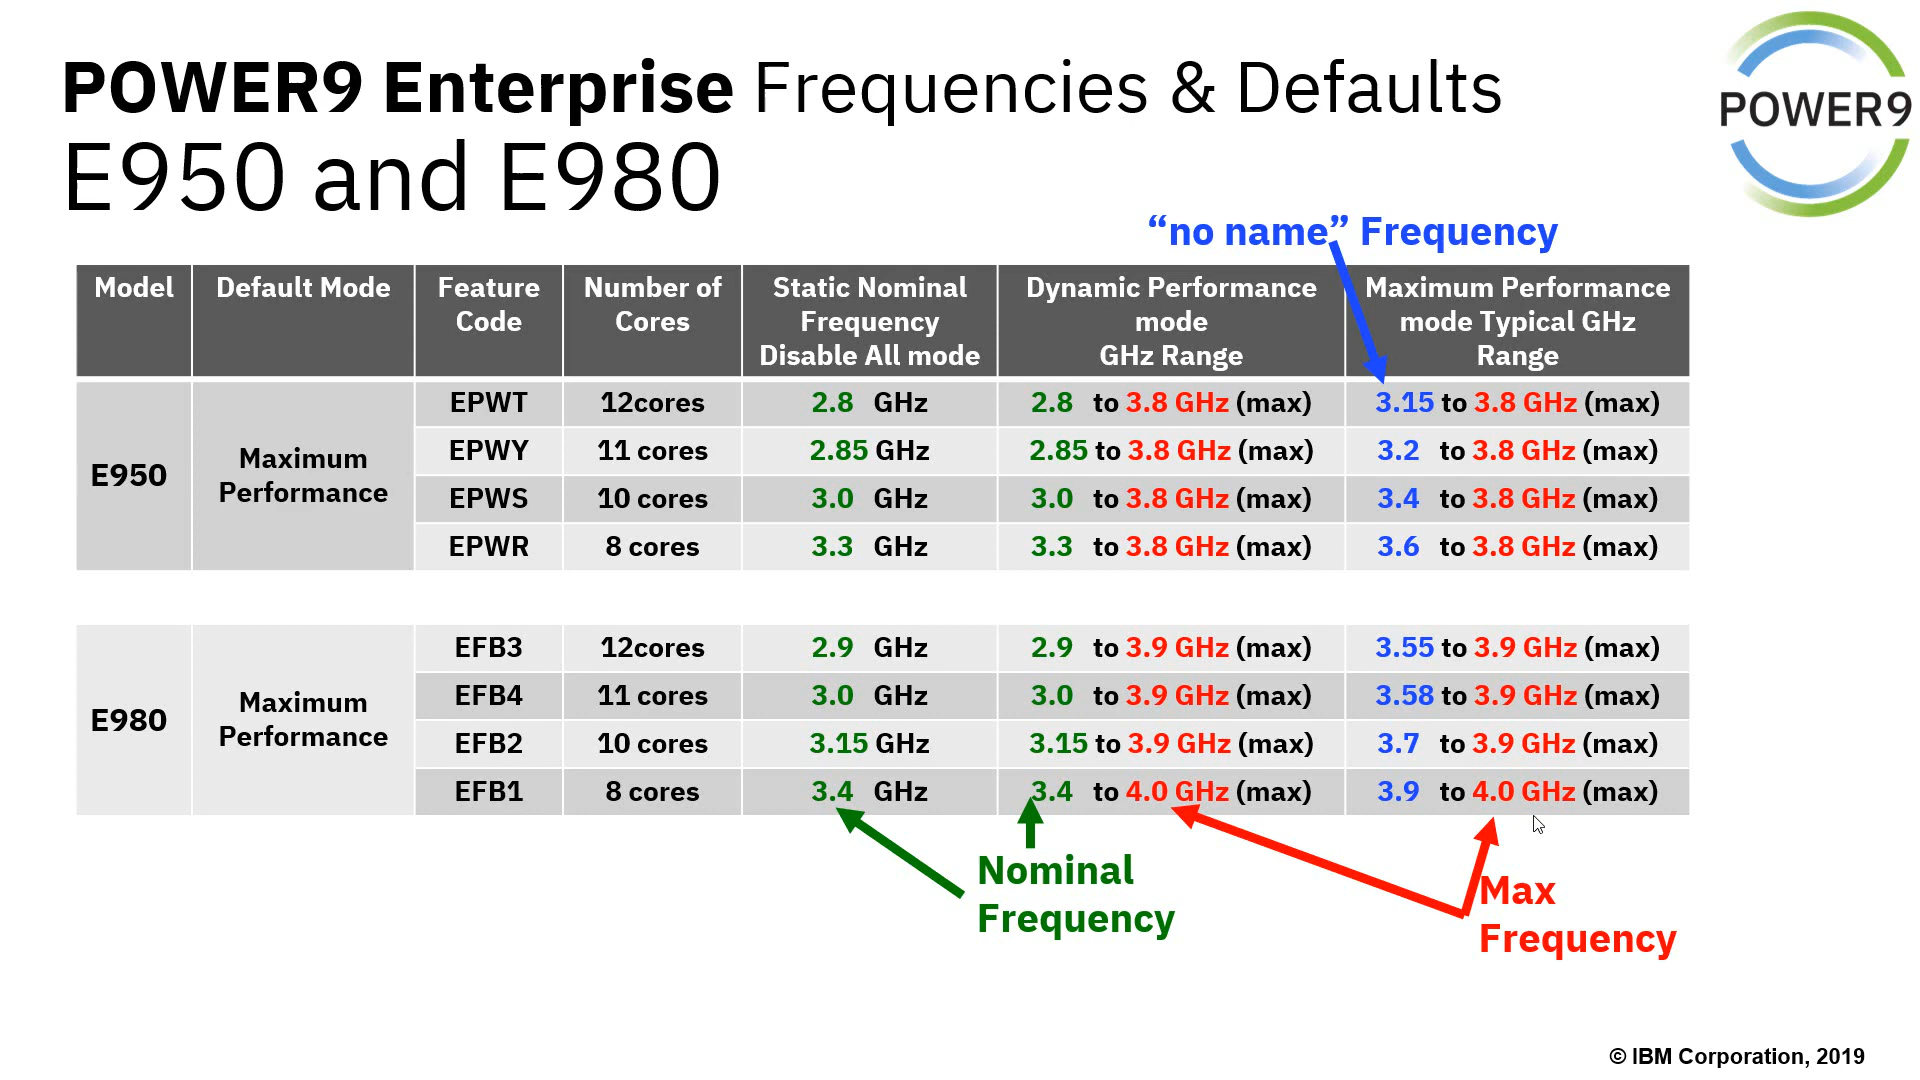 POWER9 Enterprise Frequencies & Defaults
E950 and E980
POWER9
“no name” Frequency
Model | Default Mode | Feature Code | Number of Cores | Static Nominal Frequency Disable All mode | Dynamic Performance mode GHz Range | Maximum Performance mode Typical GHz Range
E950 | Maximum Performance | EPWT | 12cores | 2.8 GHz | 2.8 to 3.8 GHz (max) | 3.15 to 3.8 GHz (max)
EPWY | 11 cores | 2.85 GHz | 2.85 to 3.8 GHz (max) | 3.2 to 3.8 GHz (max)
EPWS | 10 cores | 3.0 GHz | 3.0 to 3.8 GHz (max) | 3.4 to 3.8 GHz (max)
EPWR | 8 cores | 3.3 GHz | 3.3 to 3.8 GHz (max) | 3.6 to 3.8 GHz (max)
E980 | Maximum Performance | EFB3 | 12cores | 2.9 GHz | 2.9 to 3.9 GHz (max) | 3.55 to 3.9 GHz (max)
EFB4 | 11 cores | 3.0 GHz | 3.0 to 3.9 GHz (max) | 3.58 to 3.9 GHz (max)
EFB2 | 10 cores | 3.15 GHz | 3.15 to 3.9 GHz (max) | 3.7 to 3.9 GHz (max)
EFB1 | 8 cores | 3.4 GHz | 3.4 to 4.0 GHz (max) | 3.9 to 4.0 GHz (max)
Nominal
Frequency
Max
Frequency
© IBM Corporation, 2019